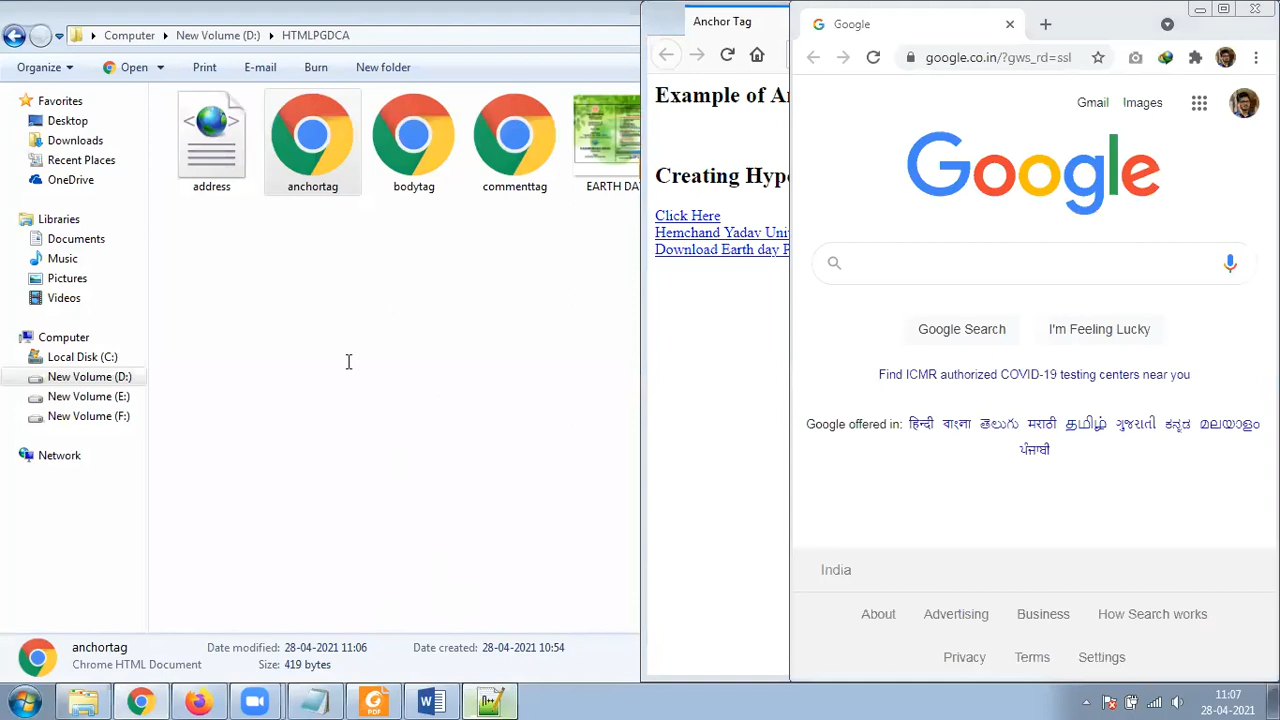 Computer ▸ New Volume (D:) ▸ HTMLPGDCA
Organize Open Print E-mail Burn New folder
Favorites
Desktop
Downloads
Recent Places
OneDrive
Libraries
Documents
Music
Pictures
Videos
Computer
Local Disk (C:)
New Volume (D:)
New Volume (E:)
New Volume (F:)
Network
address
anchortag
bodytag
commenttag
EARTH DA
anchortag
Chrome HTML Document
Date modified: 28-04-2021 11:06
Size: 419 bytes
Date created: 28-04-2021 10:54
Anchor Tag
Example of A
Creating Hyp
Click Here
Hemchand Yadav Uni
Download Earth day P
Google
google.co.in/?gws_rd=ssl
Gmail Images
Google
Google Search I'm Feeling Lucky
Find ICMR authorized COVID-19 testing centers near you
Google offered in: हिन्दी বাংলা తెలుగు मराठी தமிழ் ગુજરાતી ಕನ್ನಡ മലയാളം
ਪੰਜਾਬੀ
India
About Advertising Business How Search works
Privacy Terms Settings
PDF
W
11:07
28-04-2021